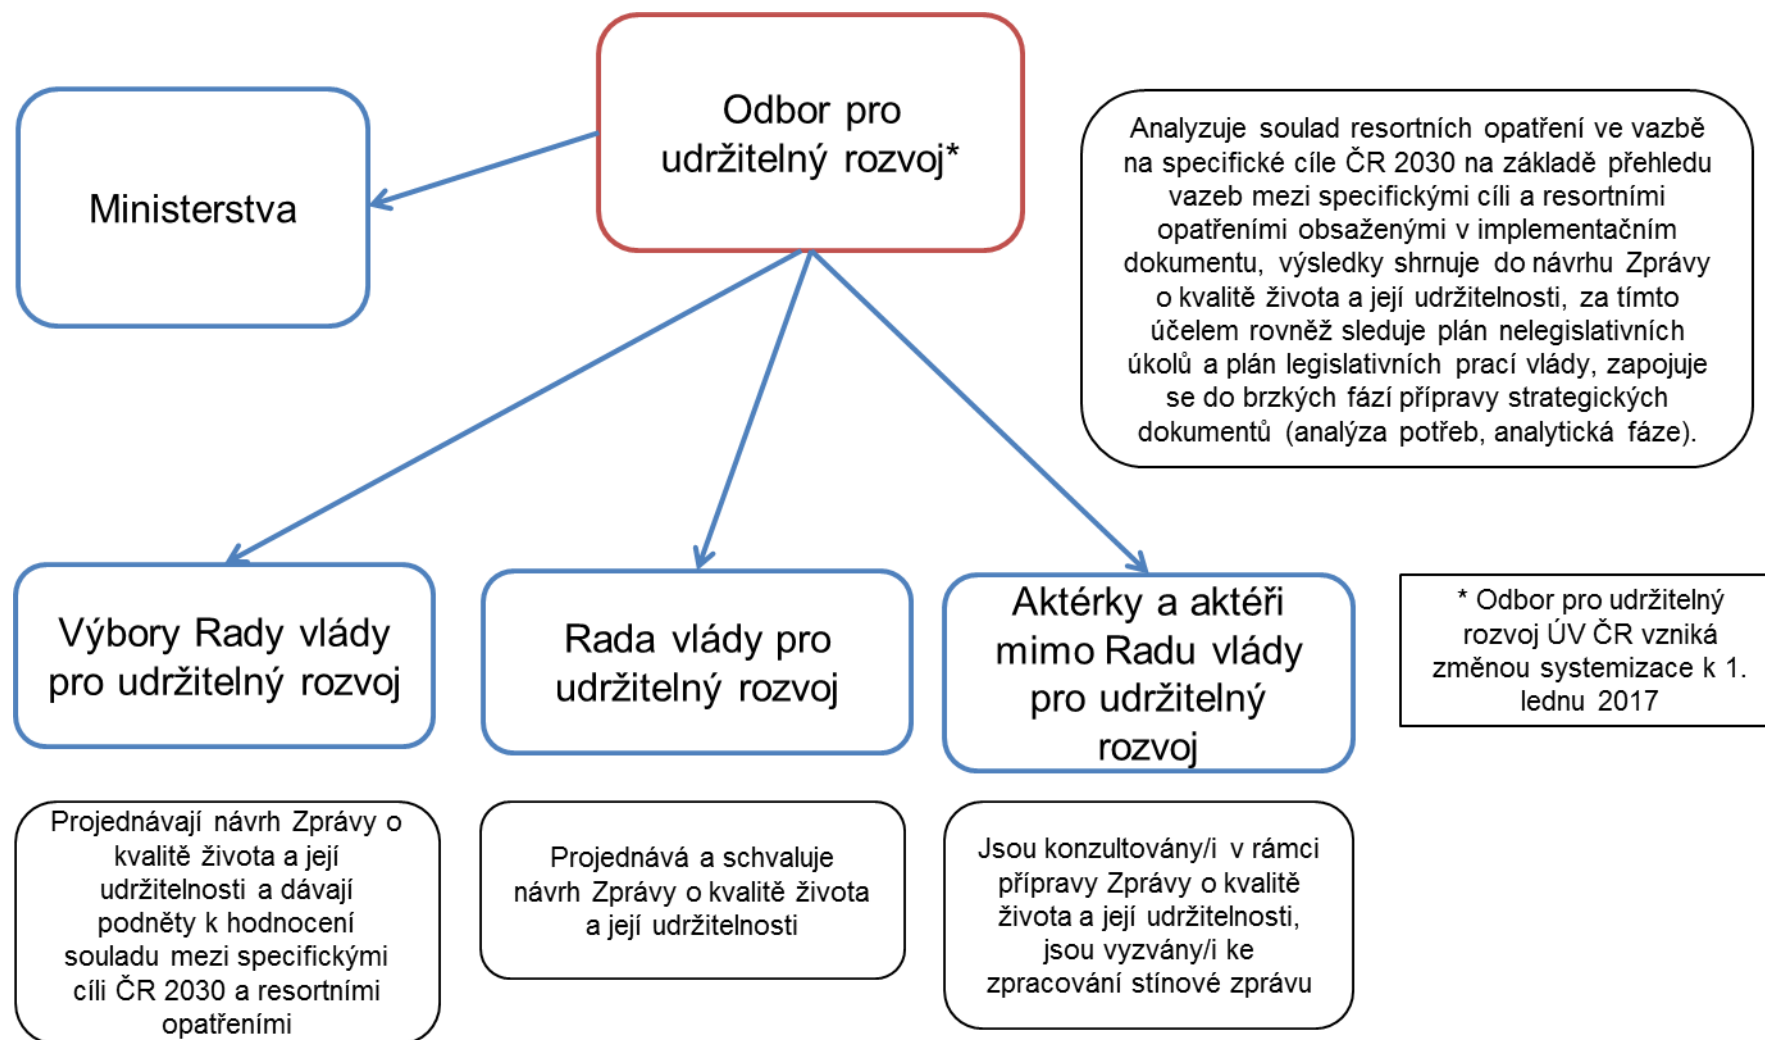 Odbor pro
udržitelný rozvoj*
Ministerstva
Analyzuje soulad resortních opatření ve vazbě
na specifické cíle ČR 2030 na základě přehledu
vazeb mezi specifickými cíli a resortními
opatřeními obsaženými v implementačním
dokumentu, výsledky shrnuje do návrhu Zprávy
o kvalitě života a její udržitelnosti, za tímto
účelem rovněž sleduje plán nelegislativních
úkolů a plán legislativních prací vlády, zapojuje
se do brzkých fází přípravy strategických
dokumentů (analýza potřeb, analytická fáze).
Výbory Rady vlády
pro udržitelný rozvoj
Rada vlády pro
udržitelný rozvoj
Aktérky a aktéři
mimo Radu vlády
pro udržitelný
rozvoj
* Odbor pro udržitelný
rozvoj ÚV ČR vzniká
změnou systemizace k 1.
lednu 2017
Projednávají návrh Zprávy o
kvalitě života a její
udržitelnosti a dávají
podněty k hodnocení
souladu mezi specifickými
cíli ČR 2030 a resortními
opatřeními
Projednává a schvaluje
návrh Zprávy o kvalitě života
a její udržitelnosti
Jsou konzultovány/i v rámci
přípravy Zprávy o kvalitě
života a její udržitelnosti,
jsou vyzvány/i ke
zpracování stínové zprávu